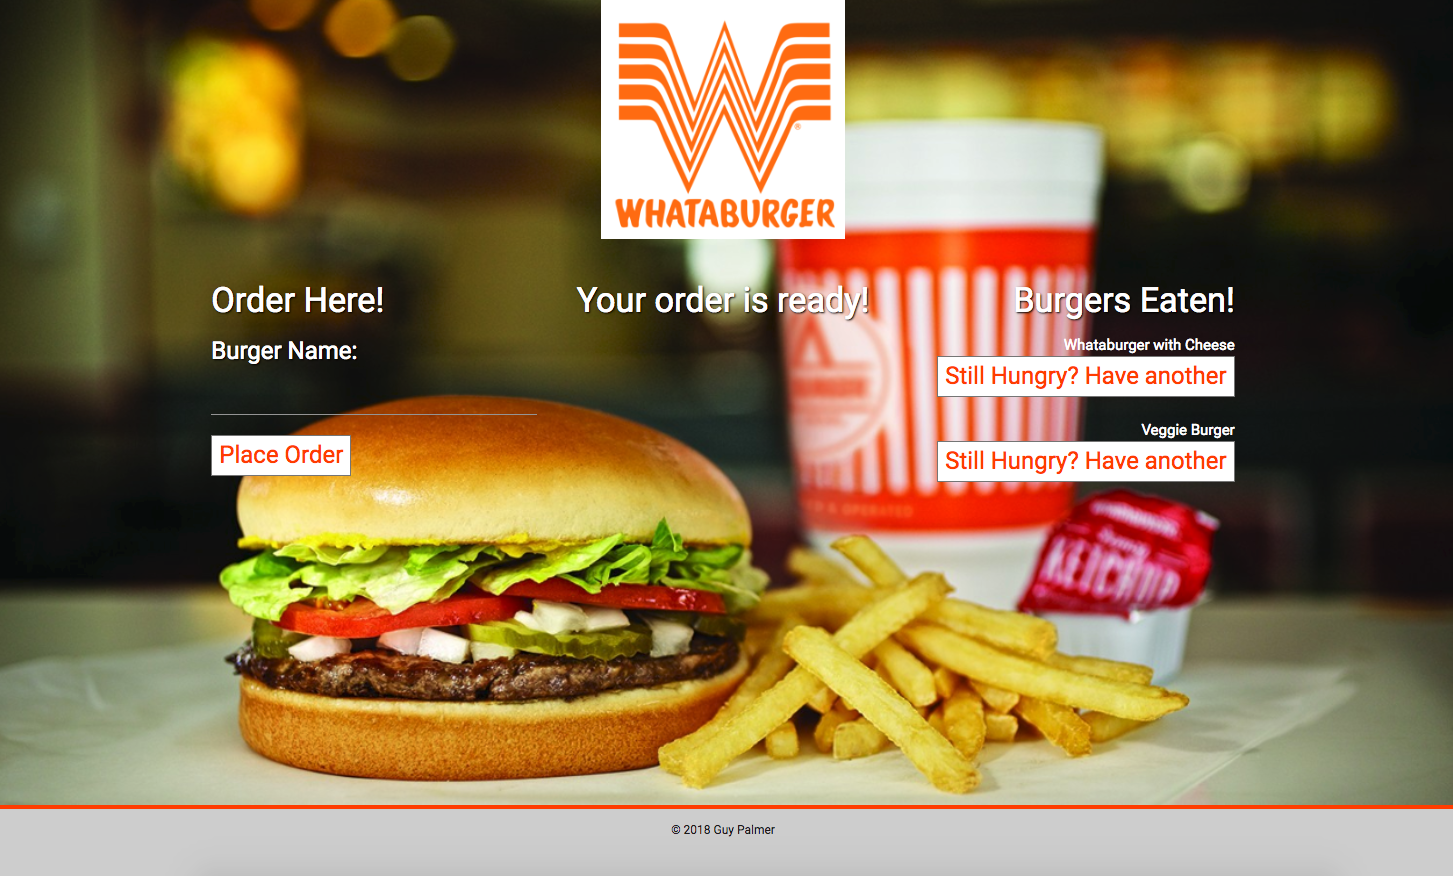 WHATABURGER
Order Here!
Your order is ready!
Burgers Eaten!
Burger Name:
Whataburger with Cheese
Still Hungry? Have another
Place Order
Veggie Burger
Still Hungry? Have another
KETCHUP
© 2018 Guy Palmer